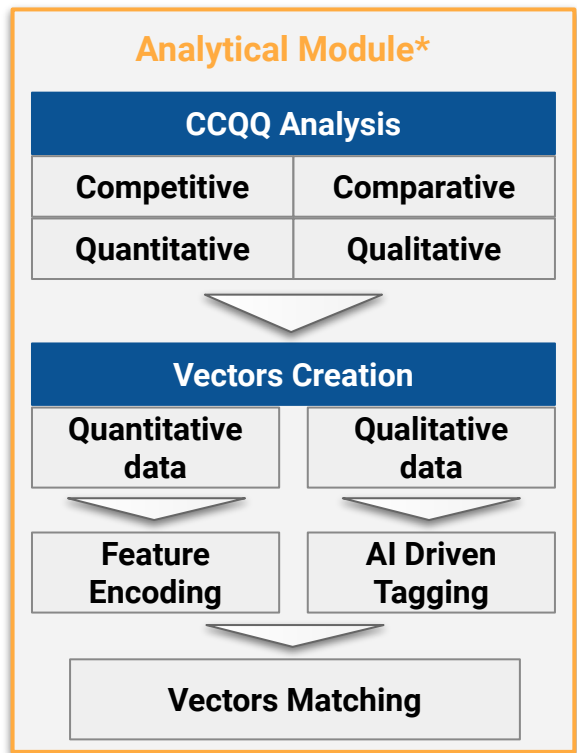 Analytical Module*
CCQQ Analysis
Competitive
Comparative
Quantitative
Qualitative
Vectors Creation
Quantitative
data
Qualitative
data
Feature
Encoding
AI Driven
Tagging
Vectors Matching